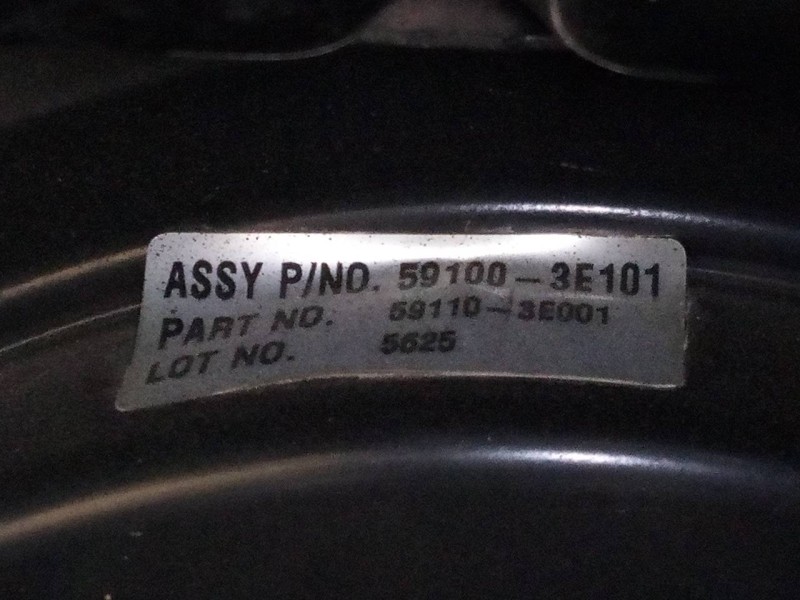 ASSY P/NO. 59100-3E101
PART NO. 59110-3E001
LOT NO. 5625